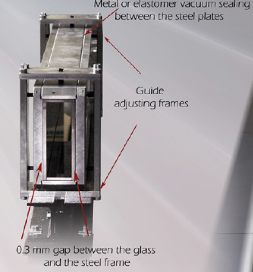 Metal or elastomer vacuum sealing
between the steel plates
Guide
adjusting frames
0.3 mm gap between the glass
and the steel frame